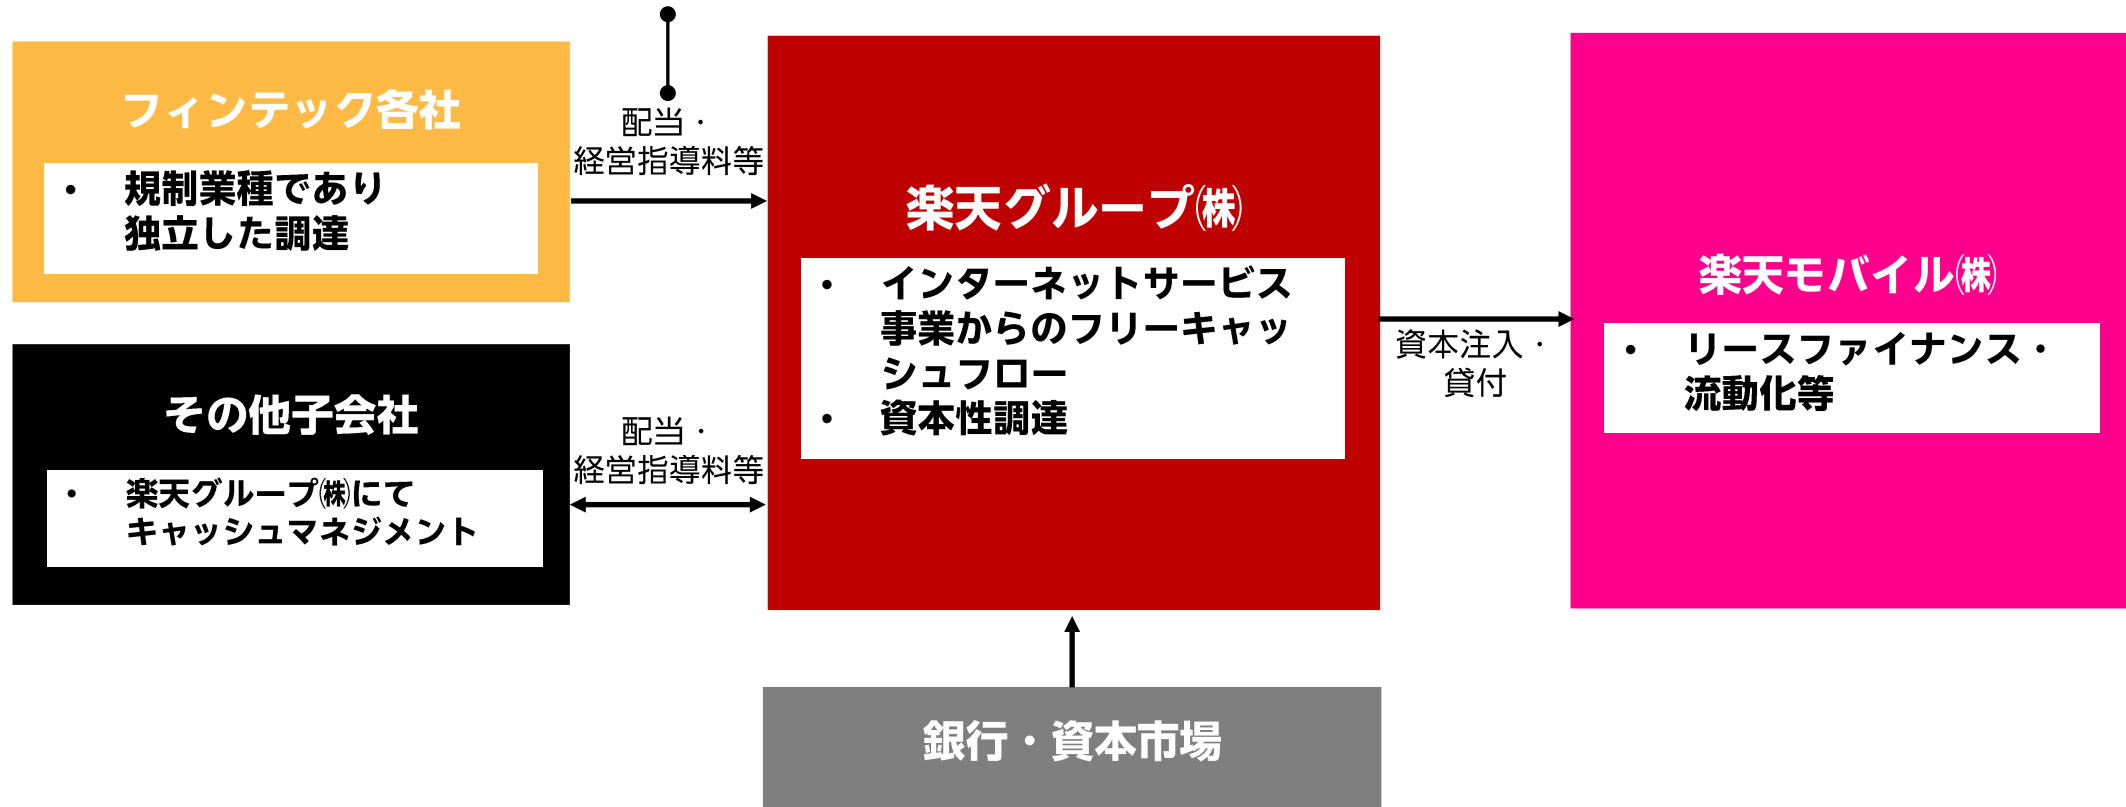 フィンテック各社
• 規制業種であり
独立した調達
配当・
経営指導料等
その他子会社
• 楽天グループ㈱にて
キャッシュマネジメント
配当・
経営指導料等
楽天グループ㈱
• インターネットサービス
事業からのフリーキャッ
シュフロー
• 資本性調達
資本注入・
貸付
楽天モバイル㈱
• リースファイナンス・
流動化等
銀行・資本市場